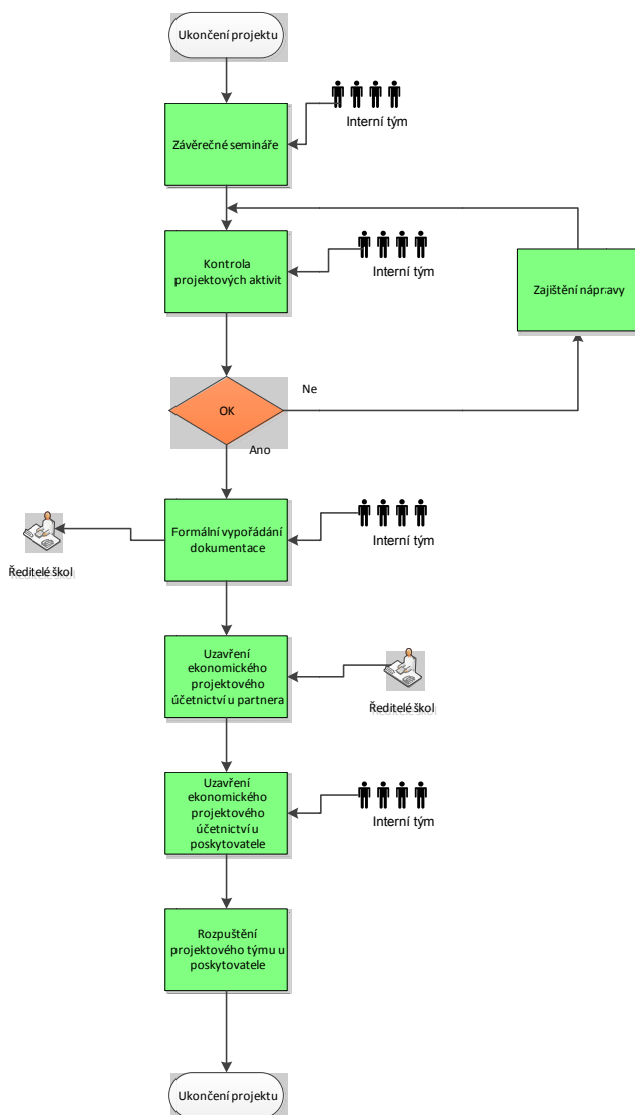 Ukončení projektu
Interní tým
Závěrečné semináře
Kontrola
projektových aktivit
Interní tým
Zajištění nápravy
Ne
OK
Ano
Formální vypořádání
dokumentace
Interní tým
Ředitelé škol
Uzavření
ekonomického
projektového
účetnictví u partnera
Ředitelé škol
Uzavření
ekonomického
projektového
účetnictví u
poskytovatele
Interní tým
Rozpuštění
projektového týmu u
poskytovatele
Ukončení projektu